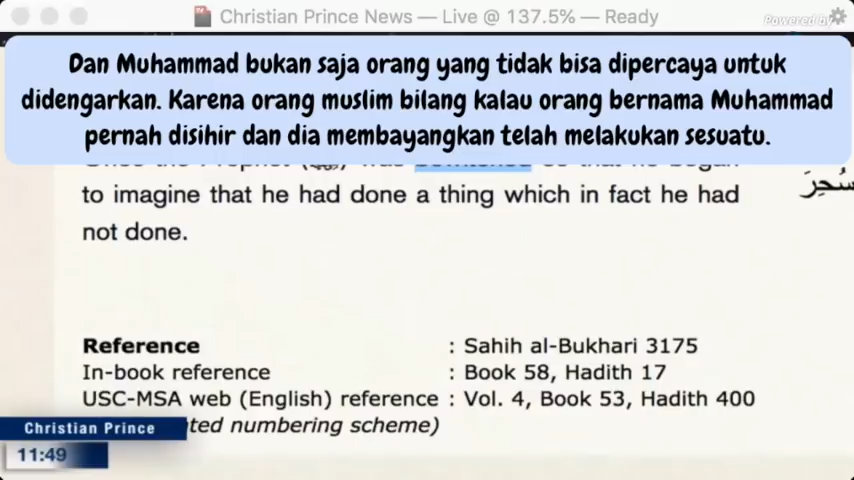 Christian Prince News — Live @ 137.5% — Ready
Powered by
Dan Muhammad bukan saja orang yang tidak bisa dipercaya untuk
didengarkan. Karena orang muslim bilang kalau orang bernama Muhammad
pernah disihir dan dia membayangkan telah melakukan sesuatu.
to imagine that he had done a thing which in fact he had
not done.
سُحِرَ
Reference : Sahih al-Bukhari 3175
In-book reference : Book 58, Hadith 17
USC-MSA web (English) reference : Vol. 4, Book 53, Hadith 400
numbering scheme)
Christian Prince
11:49